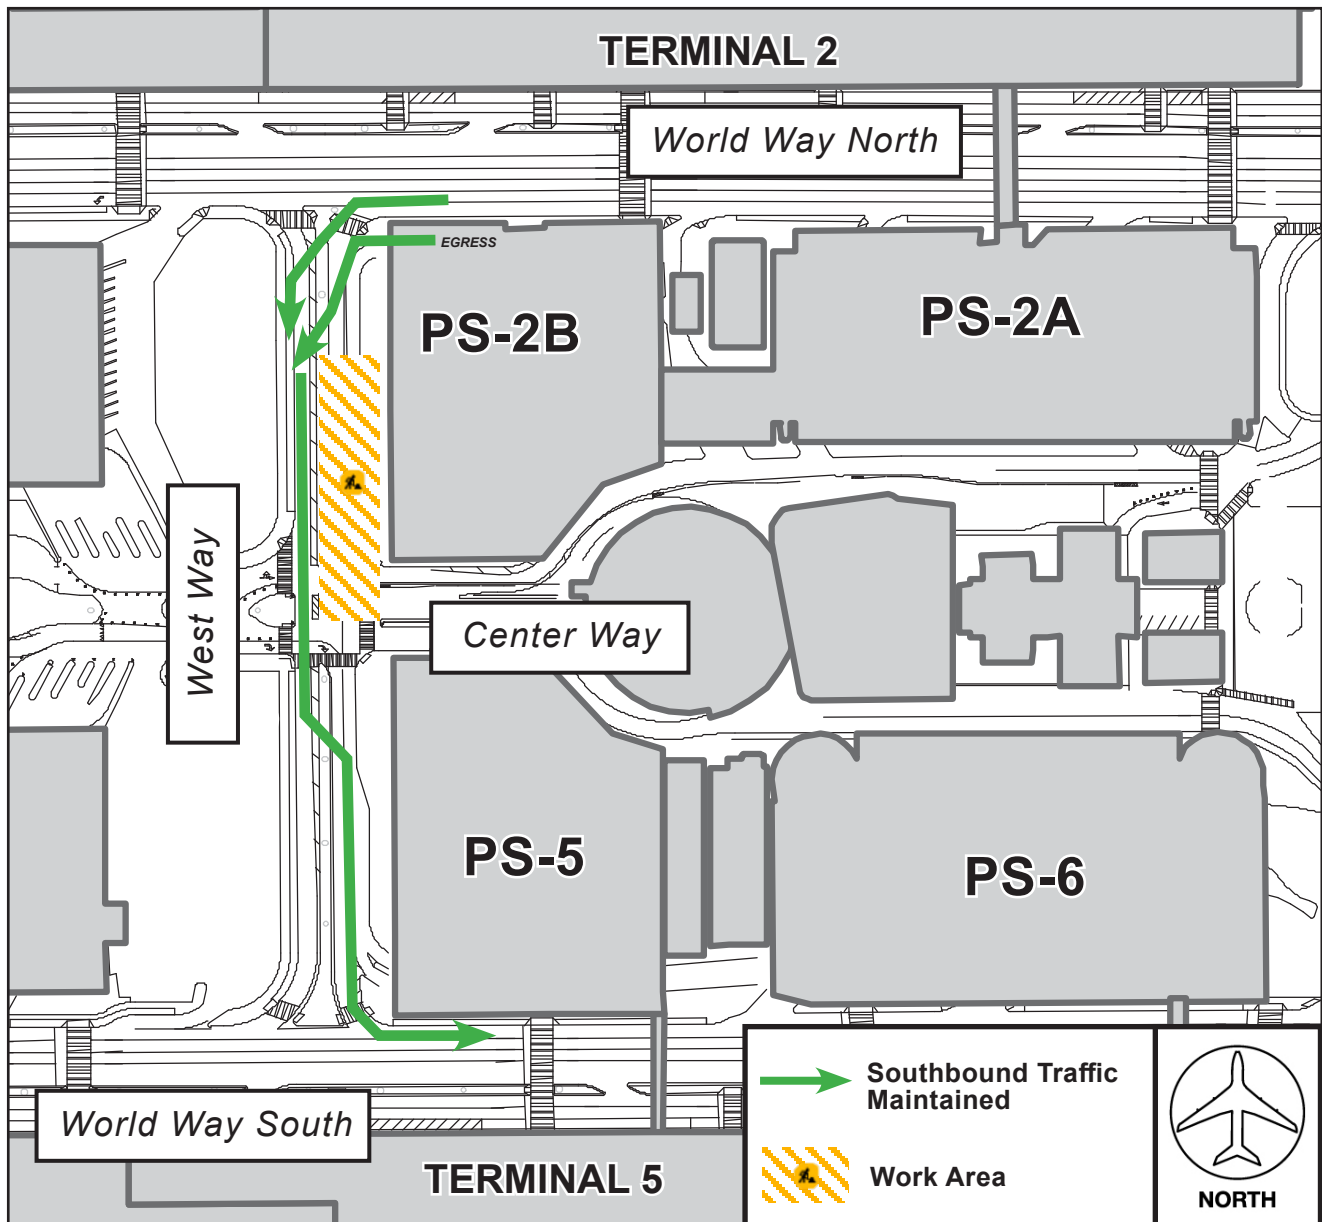 TERMINAL 2
World Way North
EGRESS
PS-2B
PS-2A
West Way
Center Way
PS-5
PS-6
World Way South
TERMINAL 5
Southbound Traffic
Maintained
Work Area
NORTH